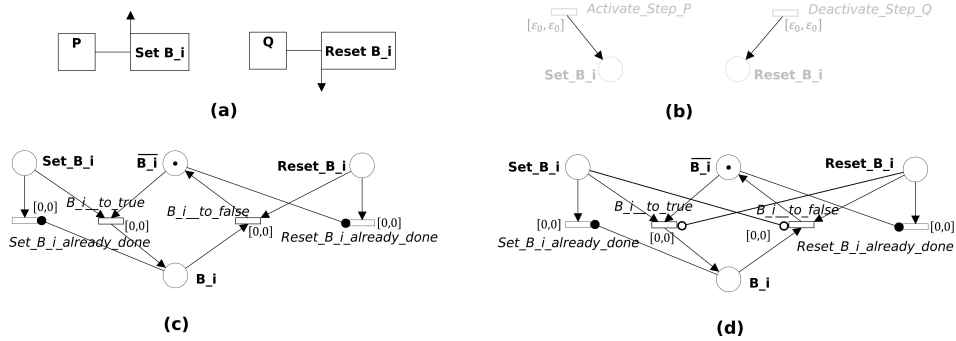 P
Set B_i
Q
Reset B_i
(a)
Activate_Step_P
[ε0, ε0]
Deactivate_Step_Q
[ε0, ε0]
Set_B_i
Reset_B_i
(b)
Set_B_i
B_i
Reset_B_i
[0,0]
B_i__to_true
[0,0]
B_i__to_false
[0,0]
[0,0]
Set_B_i_already_done
Reset_B_i_already_done
B_i
(c)
Set_B_i
B_i
Reset_B_i
[0,0]
B_i__to_true
[0,0]
B_i__to_false
[0,0]
[0,0]
Set_B_i_already_done
Reset_B_i_already_done
B_i
(d)